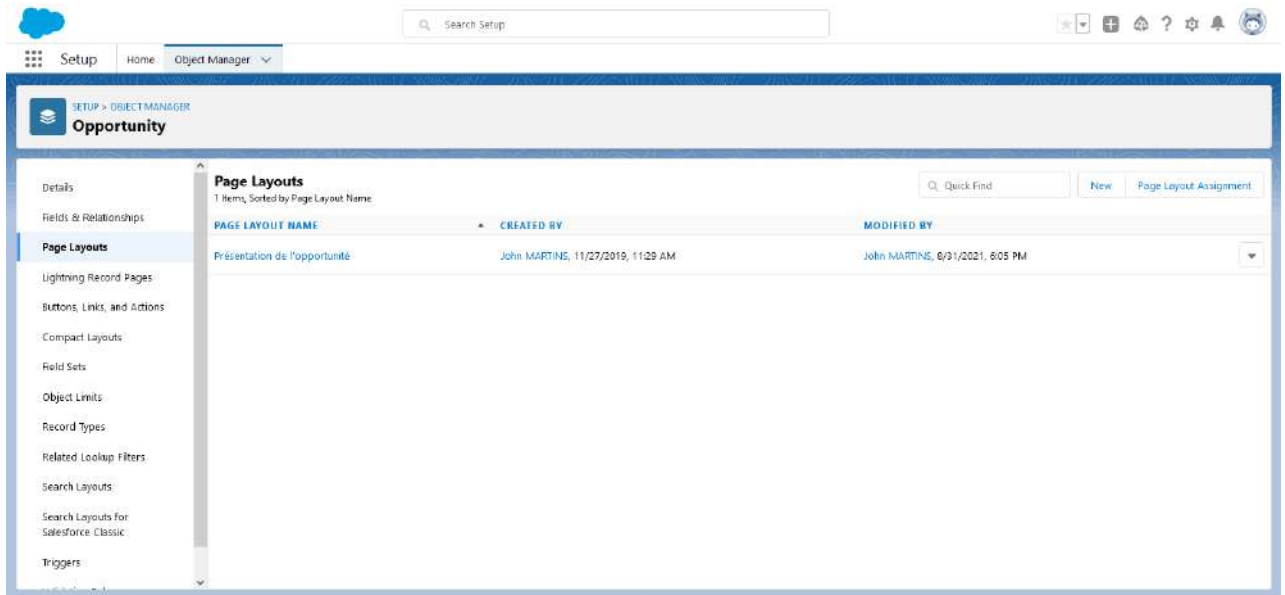 Search Setup
Setup
Home
Object Manager
SETUP > OBJECT MANAGER
Opportunity
Details
Fields & Relationships
Page Layouts
Lightning Record Pages
Buttons, Links, and Actions
Compact Layouts
Field Sets
Object Limits
Record Types
Related Lookup Filters
Search Layouts
Search Layouts for
Salesforce Classic
Triggers
Page Layouts
1 Items, Sorted by Page Layout Name
Quick Find
New
Page Layout Assignment
PAGE LAYOUT NAME
CREATED BY
MODIFIED BY
Présentation de l'opportunité
John MARTINS, 11/27/2019, 11:29 AM
John MARTINS, 8/31/2021, 6:05 PM